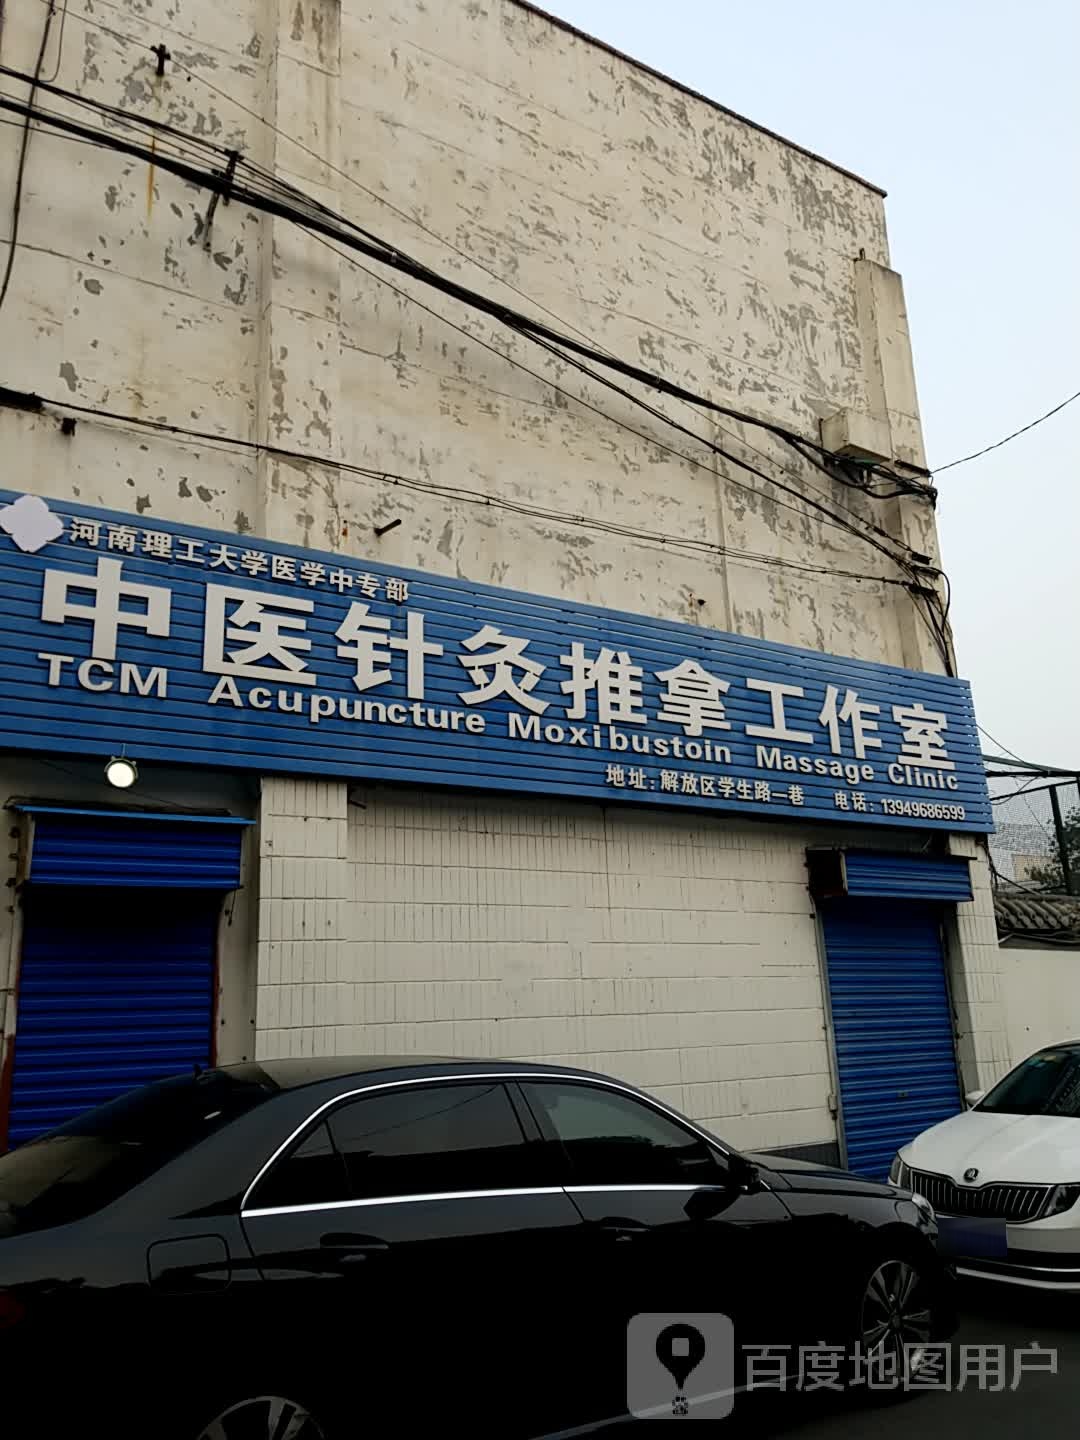 河南理工大学医学中专部
中医针灸推拿工作室
TCM Acupuncture Moxibustoin Massage Clinic
地址：解放区学生路一巷 电话：13949686599
百度地图用户